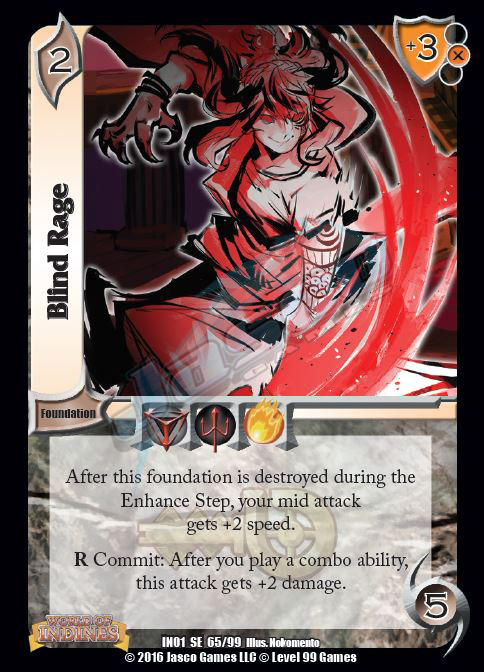 2
+3
Blind Rage
Foundation
After this foundation is destroyed during the
Enhance Step, your mid attack
gets +2 speed.
R Commit: After you play a combo ability,
this attack gets +2 damage.
5
WORLD OF
INDINES
IN01 SE 65/99 Illus. Nokomento
© 2016 Jasco Games LLC © Level 99 Games